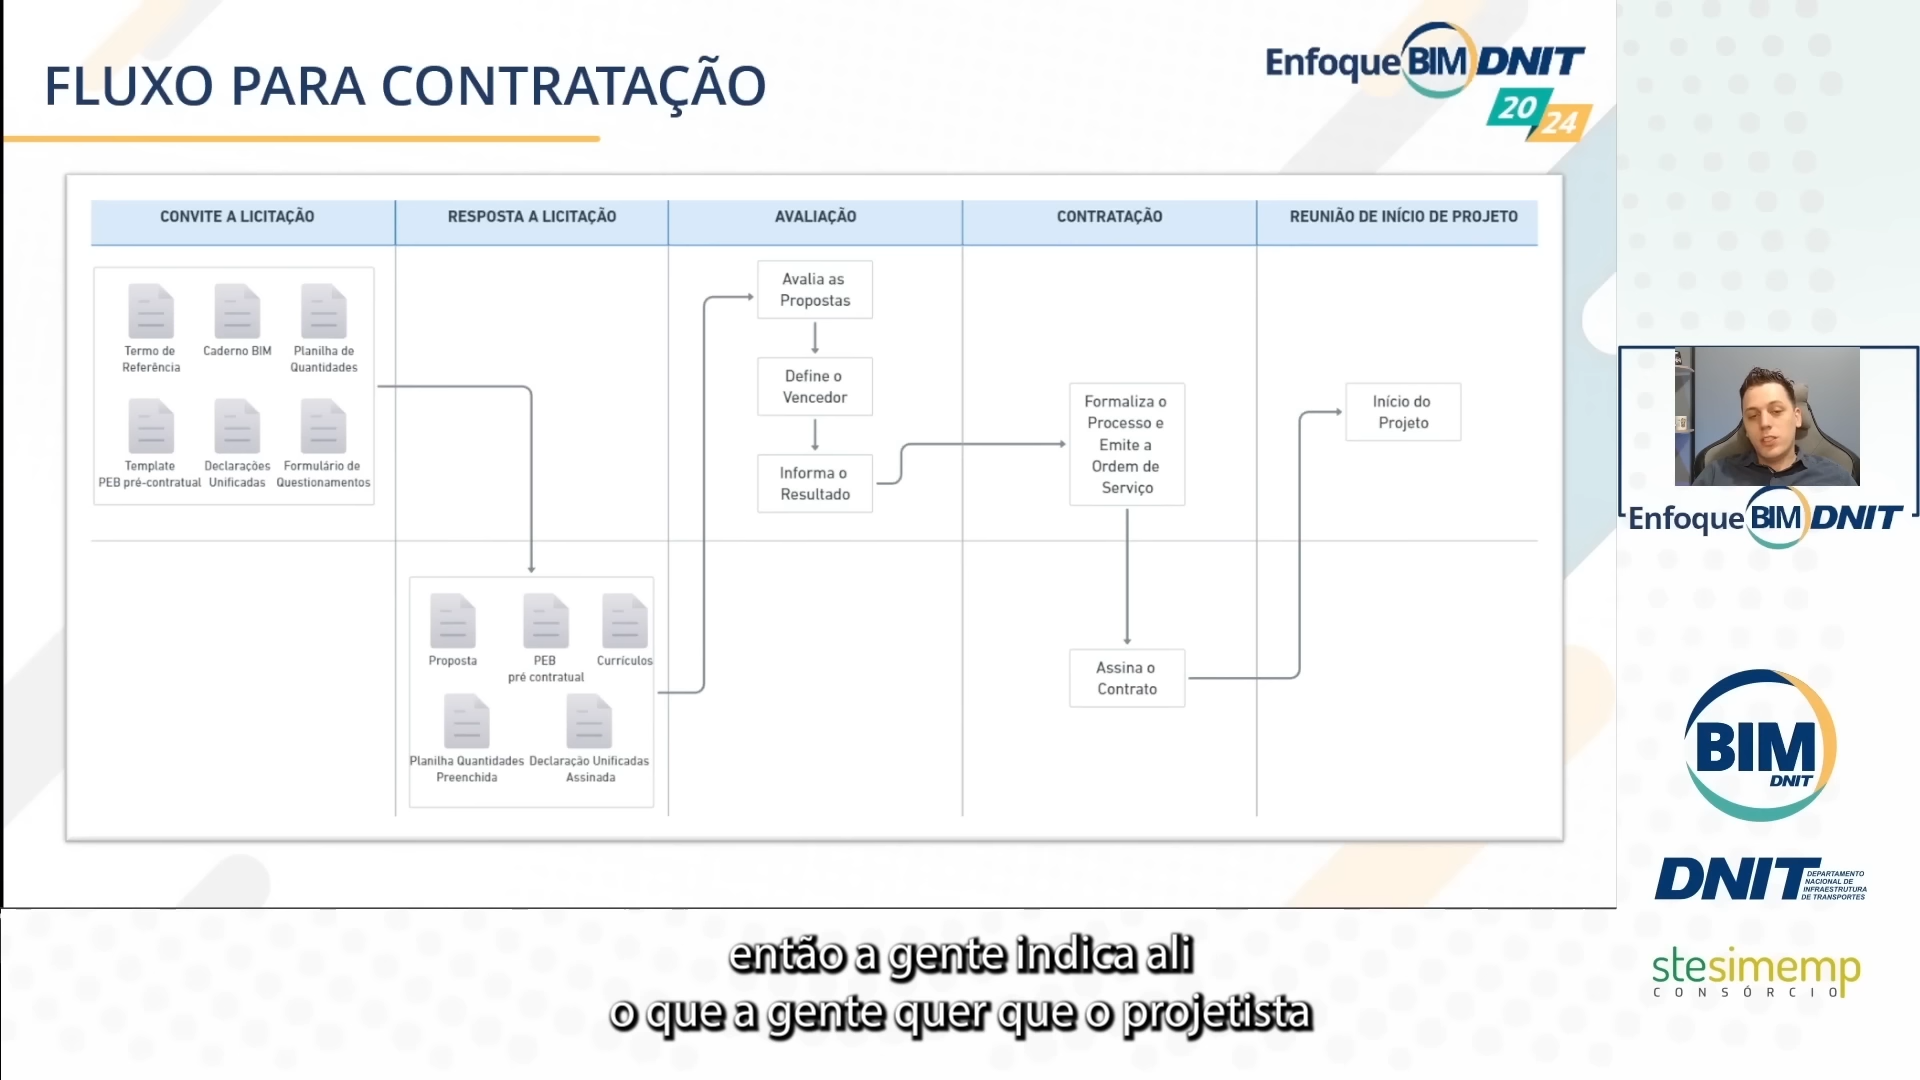 FLUXO PARA CONTRATAÇÃO
Enfoque BIM DNIT
20
24
CONVITE A LICITAÇÃO
RESPOSTA A LICITAÇÃO
AVALIAÇÃO
CONTRATAÇÃO
REUNIÃO DE INÍCIO DE PROJETO
Termo de
Referência
Caderno BIM
Planilha de
Quantidades
Template
PEB pré-contratual
Declarações
Unificadas
Formulário de
Questionamentos
Proposta
PEB
pré contratual
Currículos
Planilha Quantidades
Preenchida
Declaração Unificadas
Assinada
Avalia as
Propostas
Define o
Vencedor
Informa o
Resultado
Formaliza o
Processo e
Emite a
Ordem de
Serviço
Assina o
Contrato
Início do
Projeto
Enfoque BIM DNIT
BIM
DNIT
DNIT
DEPARTAMENTO
NACIONAL DE
INFRAESTRUTURA
DE TRANSPORTES
stesimemp
CONSÓRCIO
então a gente indica ali
o que a gente quer que o projetista